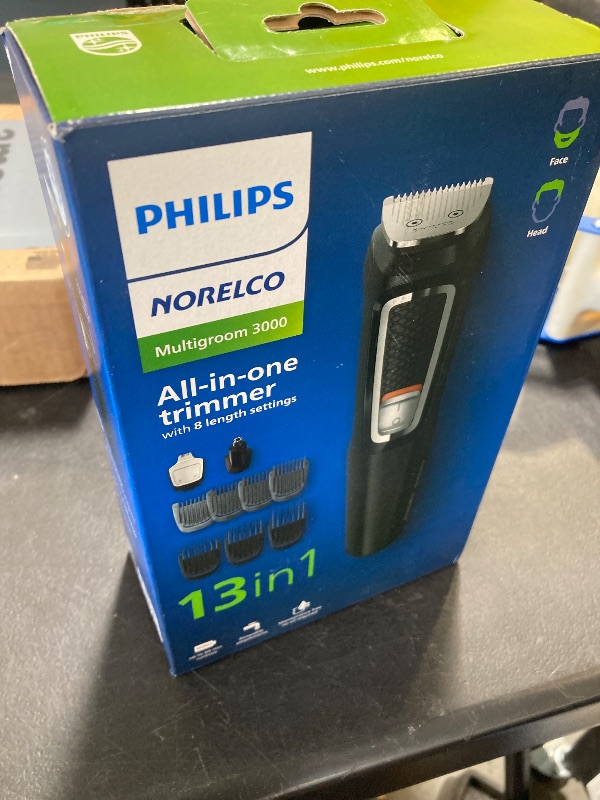 PHILIPS
www.philips.com/norelco
Face
Head
PHILIPS
NORELCO
Multigroom 3000
All-in-one
trimmer
with 8 length settings
13in1